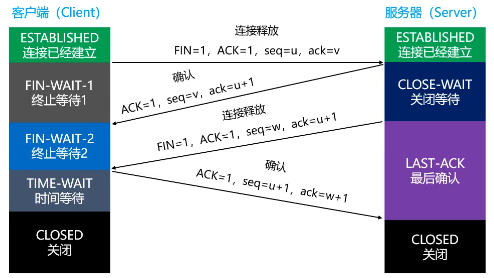 客户端（Client）
服务器（Server）
ESTABLISHED
连接已经建立
连接释放
FIN=1，ACK=1，seq=u，ack=v
ESTABLISHED
连接已经建立
FIN-WAIT-1
终止等待1
确认
ACK=1，seq=v，ack=u+1
CLOSE-WAIT
关闭等待
连接释放
FIN=1，ACK=1，seq=w，ack=u+1
FIN-WAIT-2
终止等待2
LAST-ACK
最后确认
TIME-WAIT
时间等待
确认
ACK=1，seq=u+1，ack=w+1
CLOSED
关闭
CLOSED
关闭